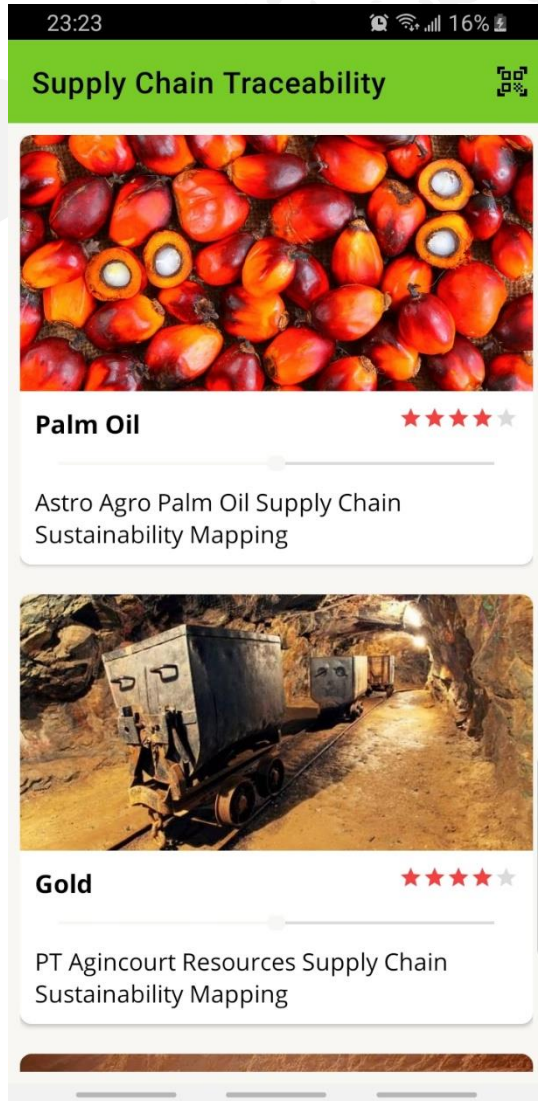 23:23
16%
Supply Chain Traceability
Palm Oil
Astro Agro Palm Oil Supply Chain
Sustainability Mapping
Gold
PT Agincourt Resources Supply Chain
Sustainability Mapping